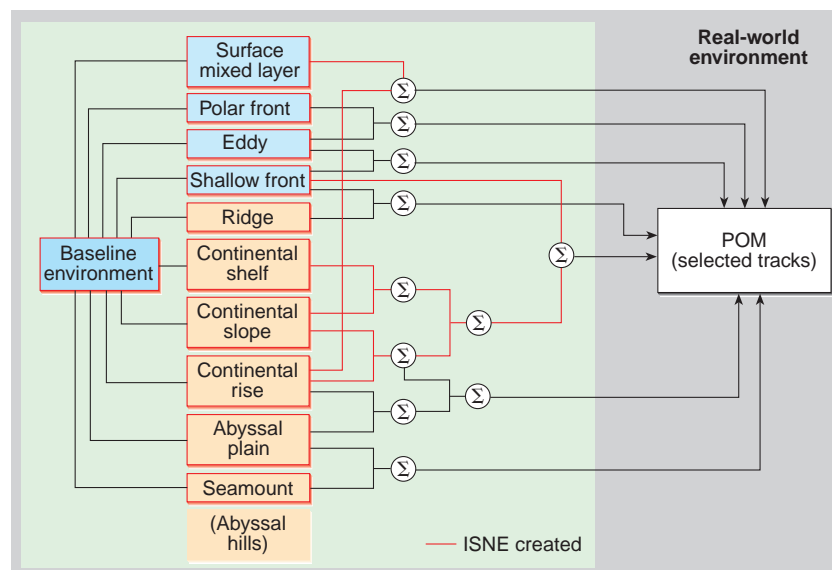 Real-world
environment
Surface
mixed layer
Σ
Polar front
Σ
Eddy
Σ
Shallow front
Σ
Ridge
Baseline
environment
Continental
shelf
Σ
POM
(selected tracks)
Σ
Continental
slope
Σ
Σ
Continental
rise
Σ
Σ
Abyssal
plain
Σ
Seamount
(Abyssal
hills)
ISNE created